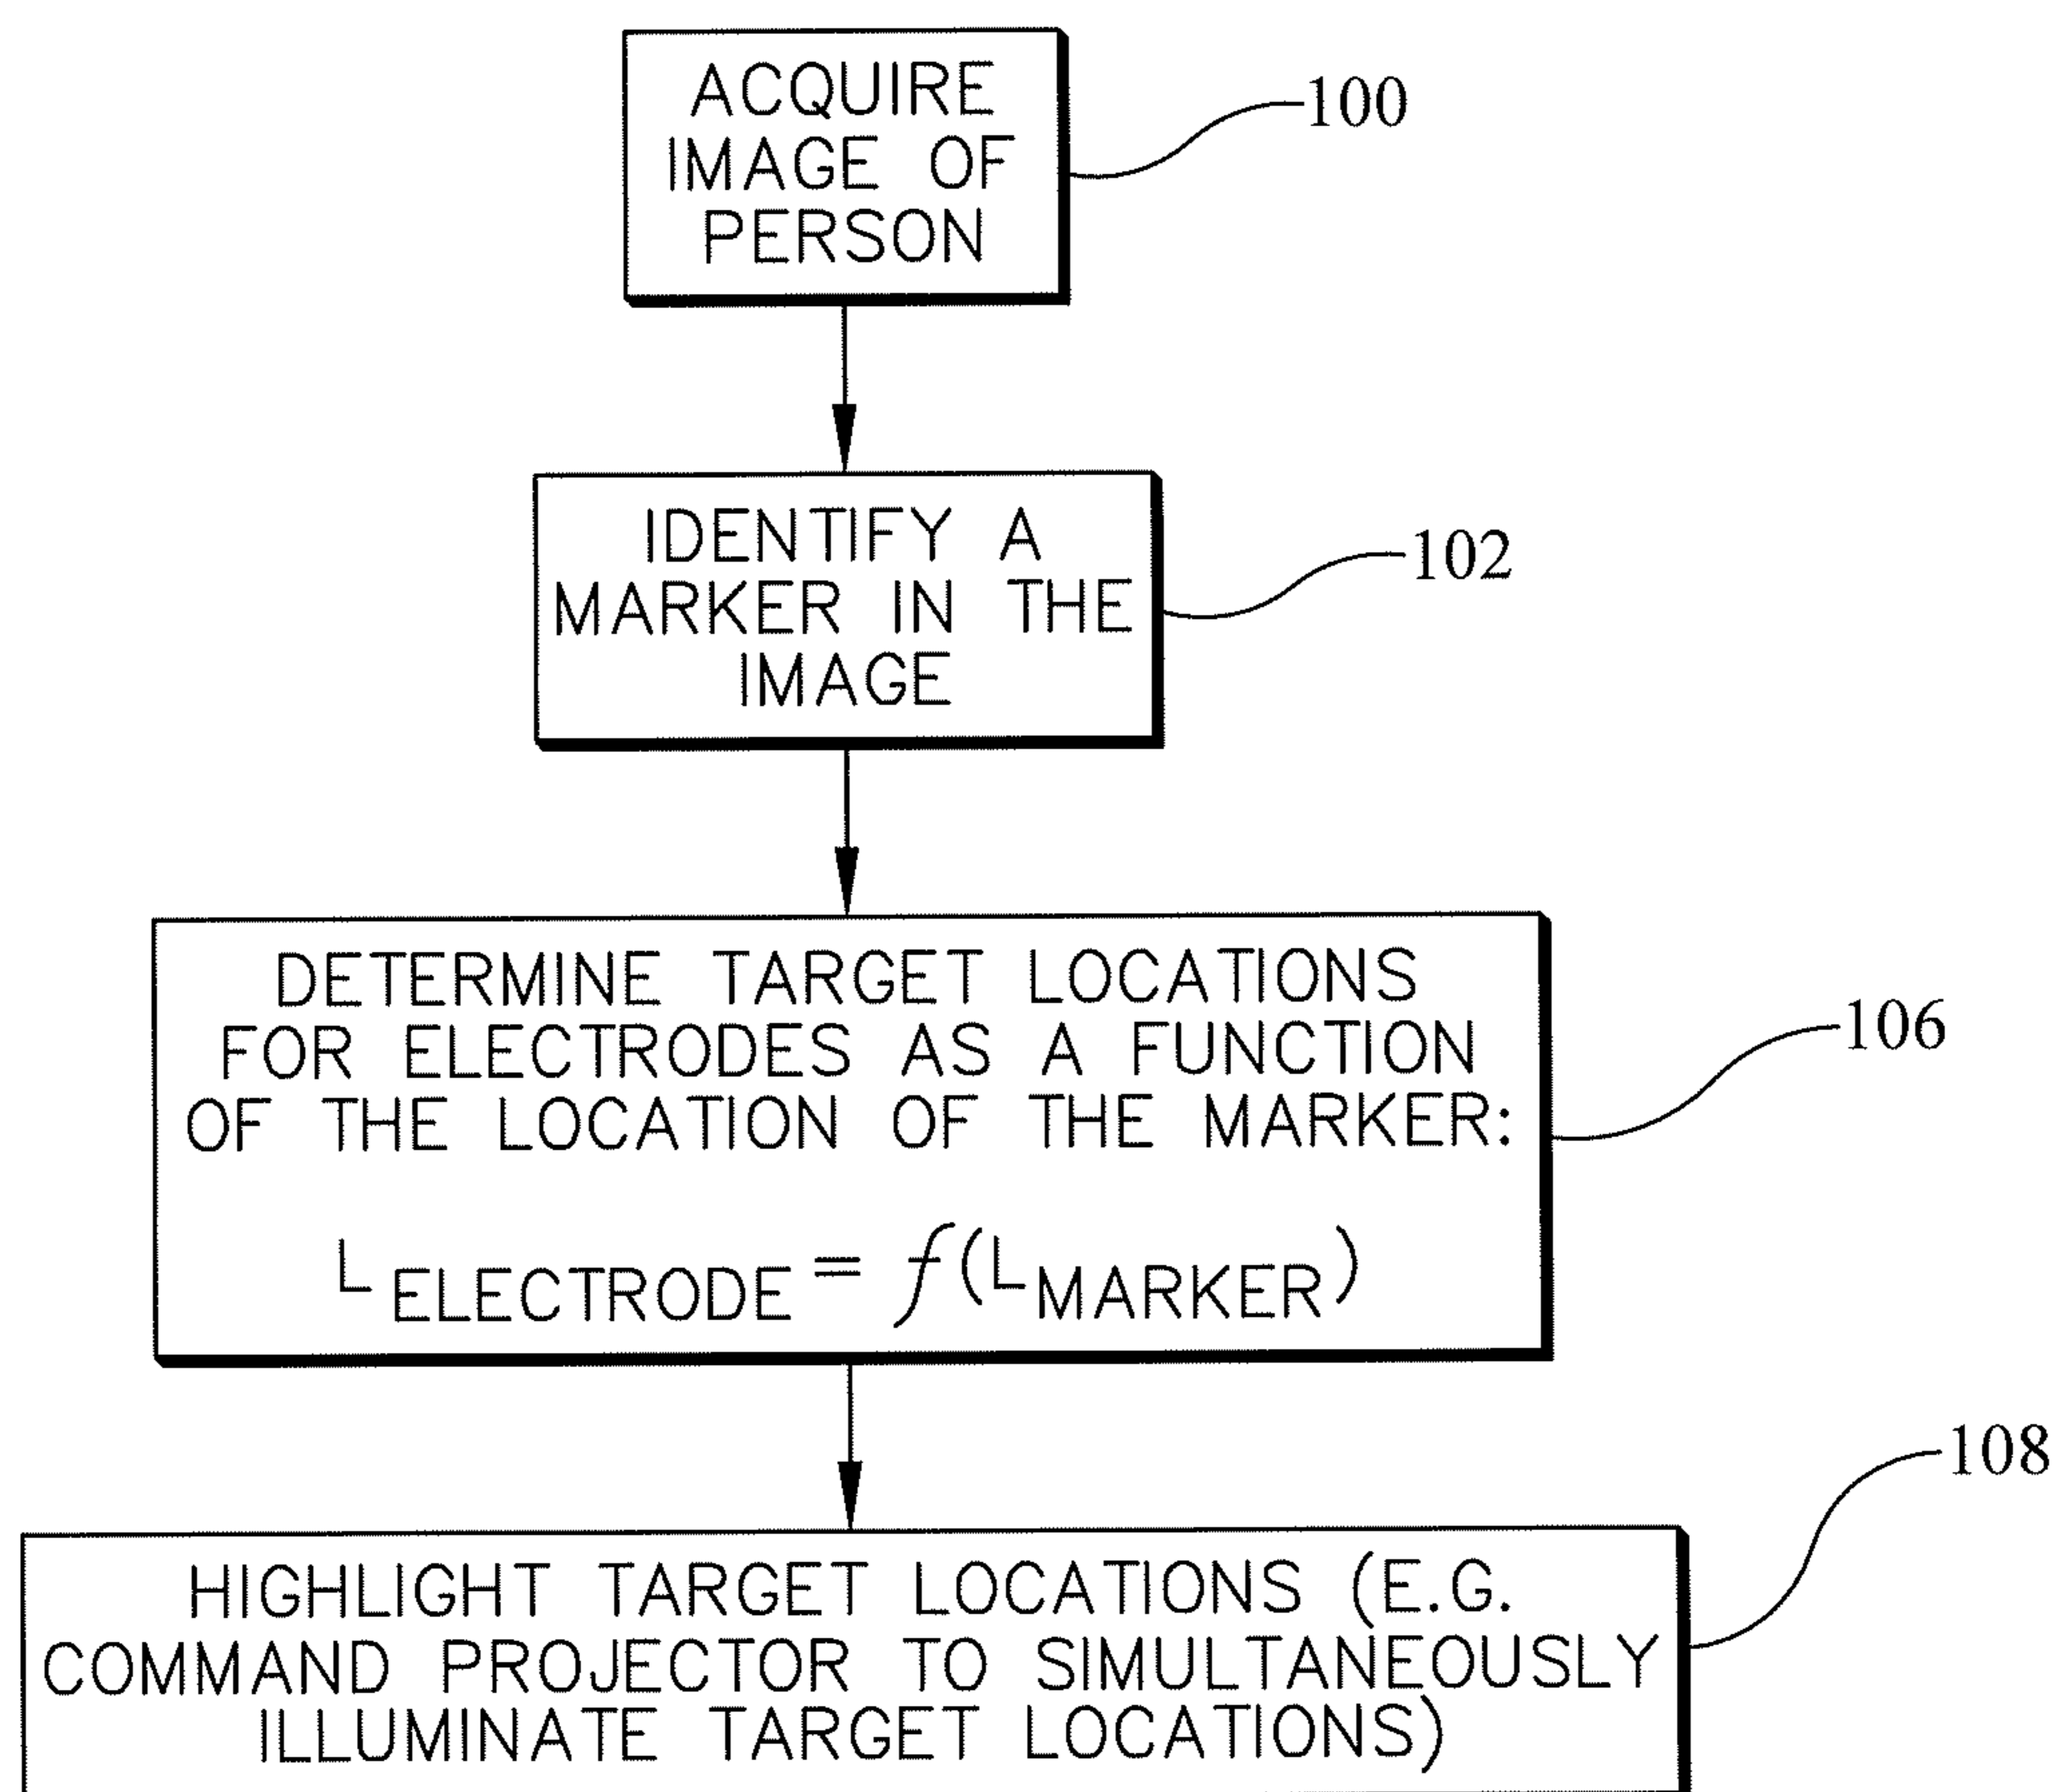 ACQUIRE
IMAGE OF
PERSON
100
IDENTIFY A
MARKER IN THE
IMAGE
102
DETERMINE TARGET LOCATIONS
FOR ELECTRODES AS A FUNCTION
OF THE LOCATION OF THE MARKER:
L ELECTRODE = f(L MARKER)
106
HIGHLIGHT TARGET LOCATIONS (E.G.
COMMAND PROJECTOR TO SIMULTANEOUSLY
ILLUMINATE TARGET LOCATIONS)
108